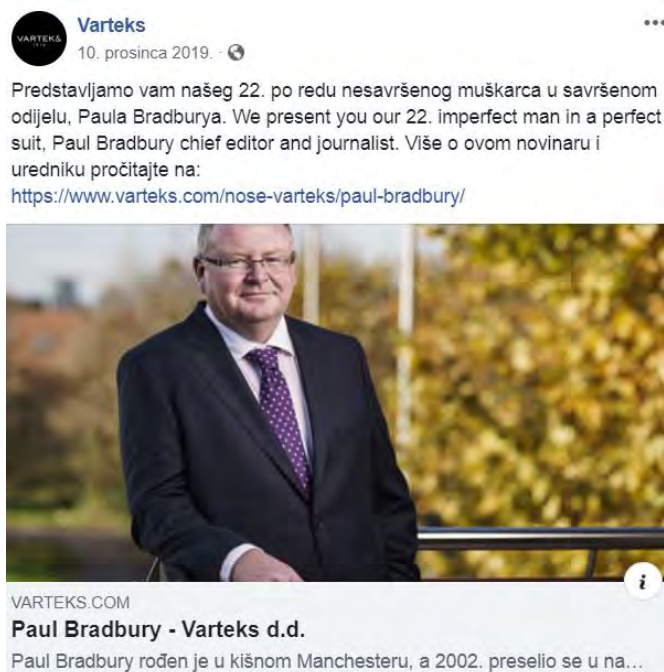 VARTEKS
Varteks
10. prosinca 2019. ·
Predstavljamo vam našeg 22. po redu nesavršenog muškarca u savršenom
odijelu, Paula Bradburya. We present you our 22. imperfect man in a perfect
suit, Paul Bradbury chief editor and journalist. Više o ovom novinaru i
uredniku pročitajte na:
https://www.varteks.com/nose-varteks/paul-bradbury/
i
VARTEKS.COM
Paul Bradbury - Varteks d.d.
Paul Bradbury rođen je u kišnom Manchesteru, a 2002. preselio se u na...